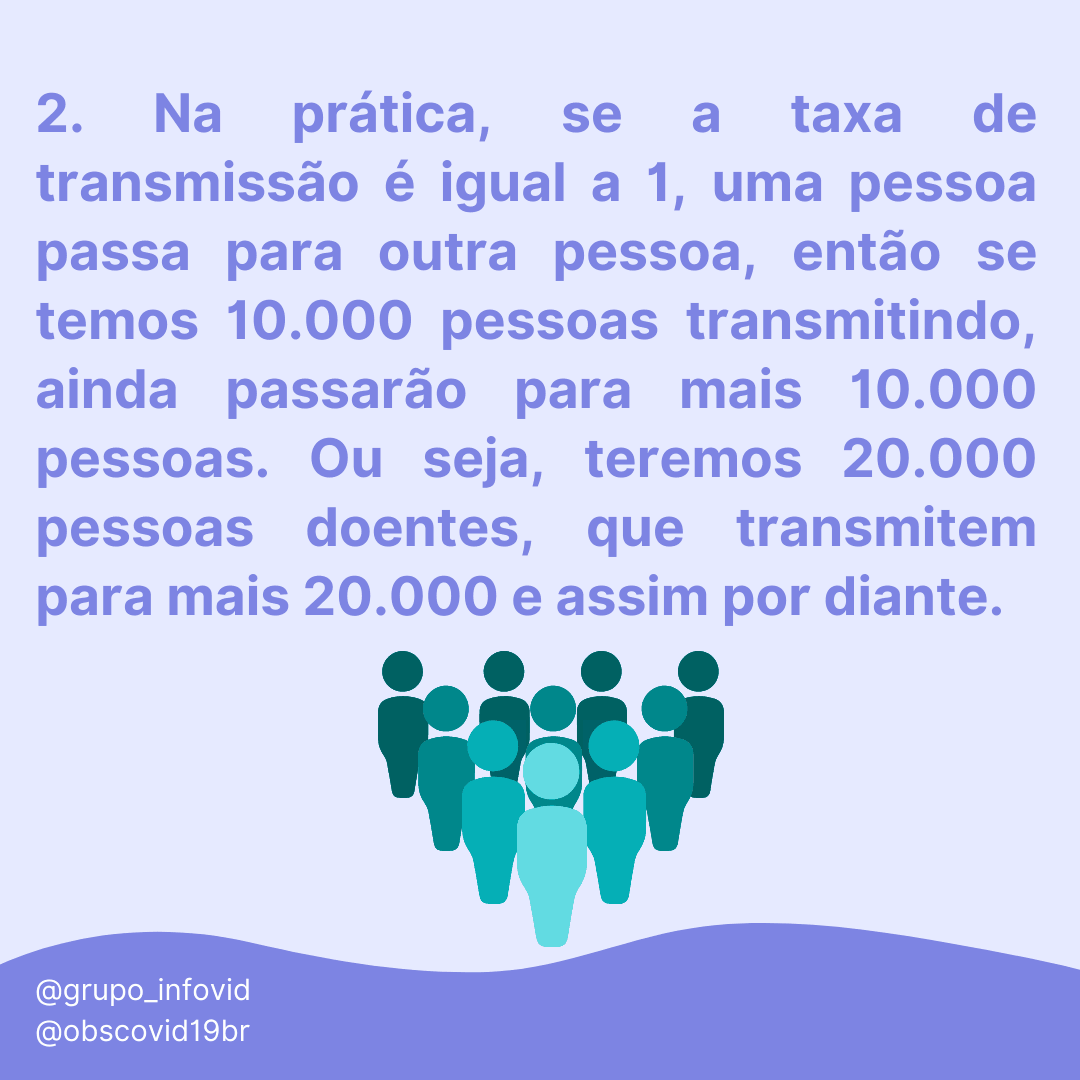 2. Na prática, se a taxa de
transmissão é igual a 1, uma pessoa
passa para outra pessoa, então se
temos 10.000 pessoas transmitindo,
ainda passarão para mais 10.000
pessoas. Ou seja, teremos 20.000
pessoas doentes, que transmitem
para mais 20.000 e assim por diante.
@grupo_infovid
@obscovid19br